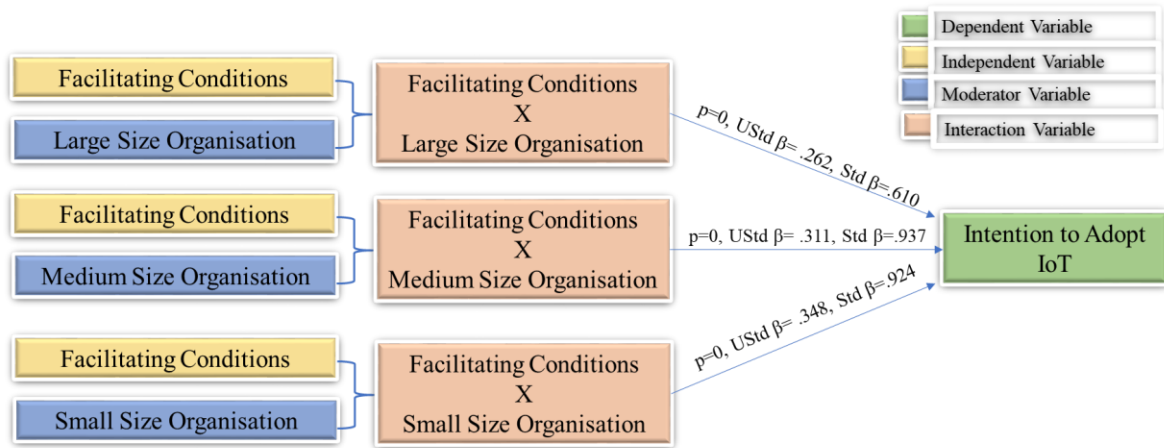 Dependent Variable
Independent Variable
Moderator Variable
Interaction Variable
Facilitating Conditions
Large Size Organisation
Facilitating Conditions
X
Large Size Organisation
p=0, UStd β= .262, Std β=.610
Facilitating Conditions
Medium Size Organisation
Facilitating Conditions
X
Medium Size Organisation
p=0, UStd β= .311, Std β=.937
Intention to Adopt
IoT
Facilitating Conditions
Small Size Organisation
Facilitating Conditions
X
Small Size Organisation
p=0, UStd β= .348, Std β=.924